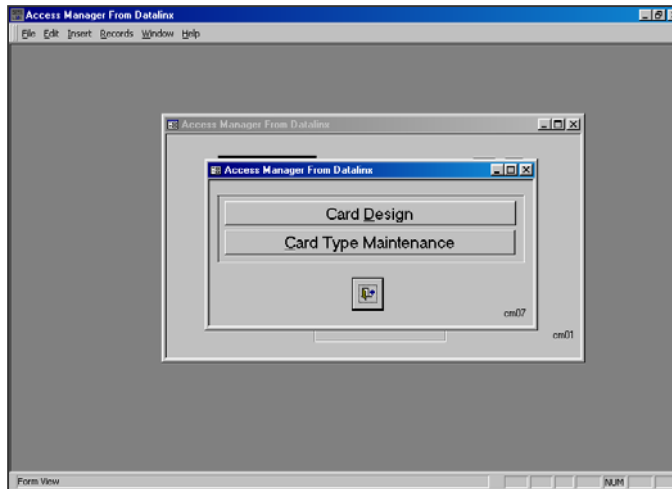 Access Manager From Datalinx
File Edit Insert Records Window Help
Access Manager From Datalinx
Access Manager From Datalinx
Card Design
Card Type Maintenance
cm07
cm01
Form View
NUM